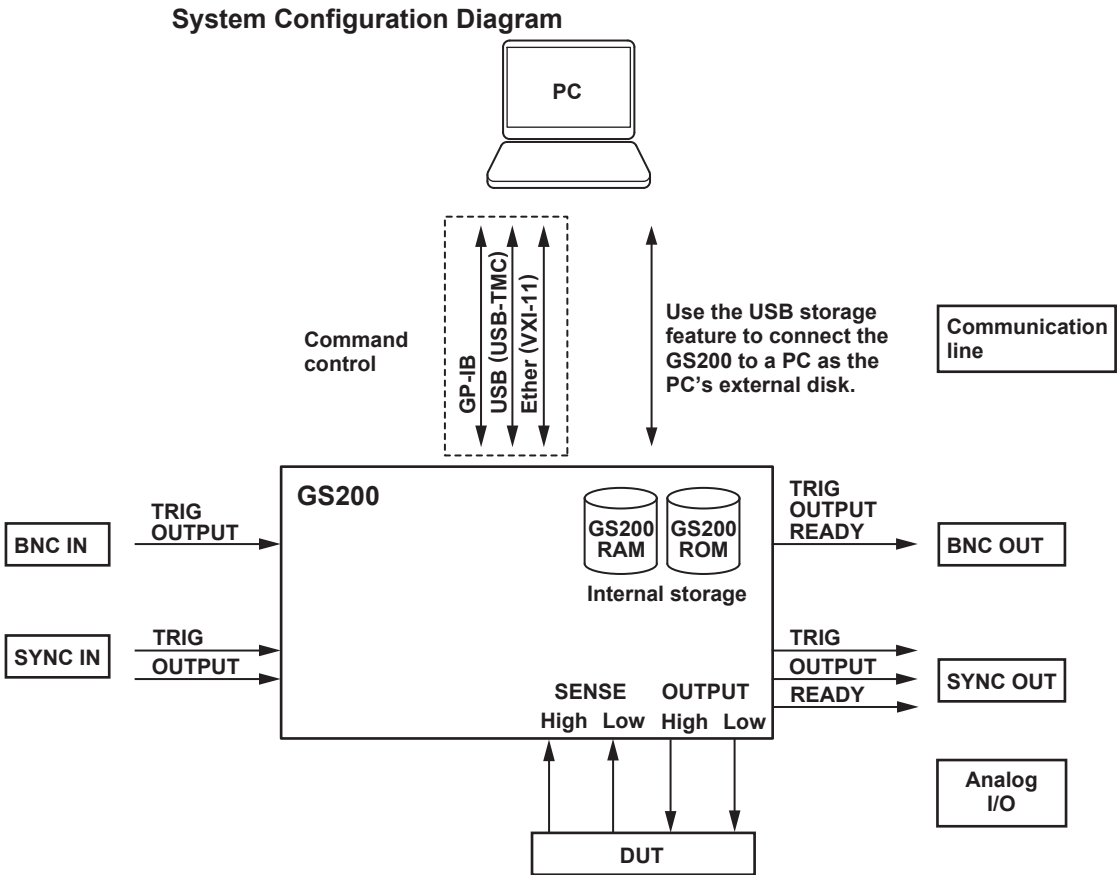 System Configuration Diagram
PC
Command
control
GP-IB
USB (USB-TMC)
Ether (VXI-11)
Use the USB storage
feature to connect the
GS200 to a PC as the
PC's external disk.
Communication
line
GS200
GS200
RAM
GS200
ROM
Internal storage
BNC IN
TRIG
OUTPUT
TRIG
OUTPUT
READY
BNC OUT
SYNC IN
TRIG
OUTPUT
TRIG
OUTPUT
READY
SYNC OUT
SENSE
High Low
OUTPUT
High Low
Analog
I/O
DUT